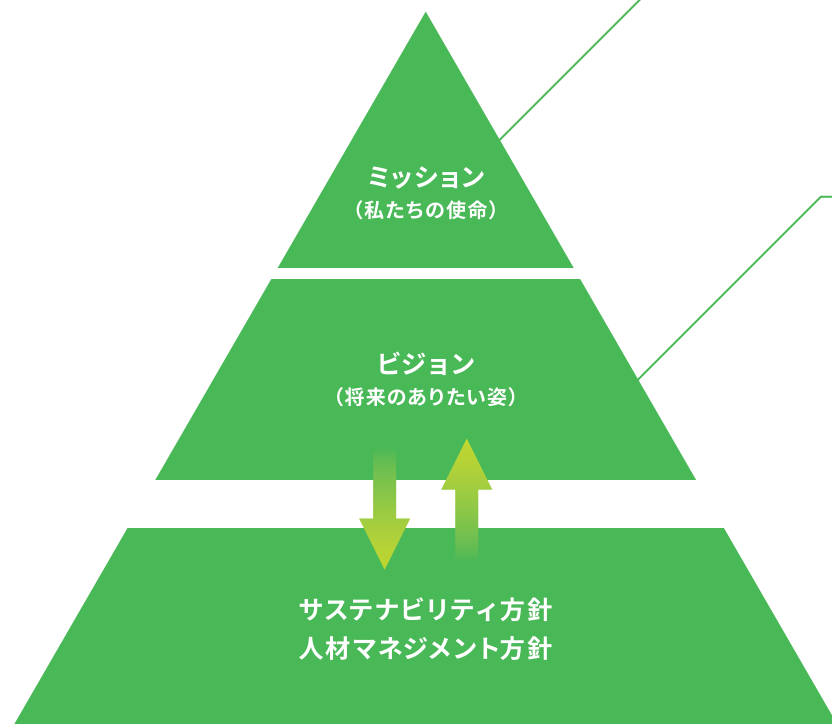 ミッション
（私たちの使命）
ビジョン
（将来のありたい姿）
サステナビリティ方針
人材マネジメント方針